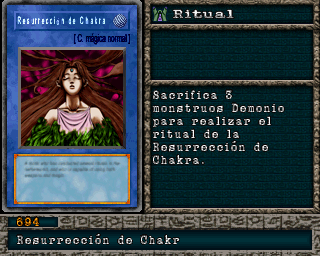 Resurrección de Chakra
[C. mágica normal]
Ritual
Sacrifica 3
monstruos Demonio
para realizar el
ritual de la
Resurrección de
Chakra.
694
Resurrección de Chakr